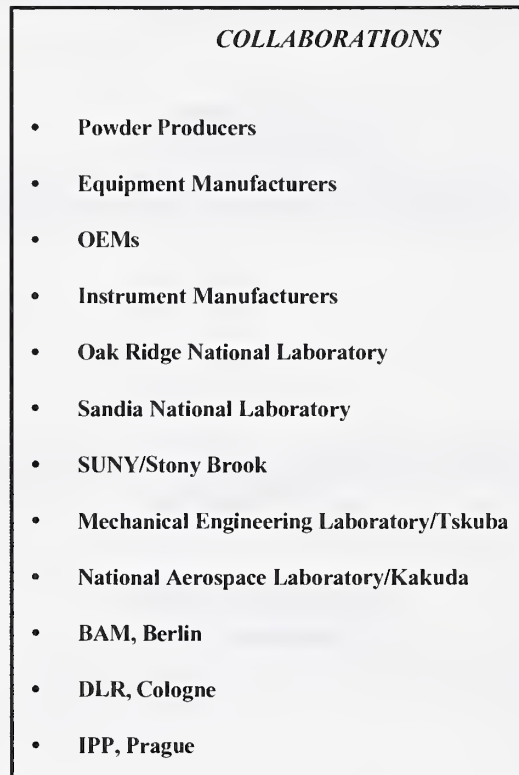 COLLABORATIONS
• Powder Producers
• Equipment Manufacturers
• OEMs
• Instrument Manufacturers
• Oak Ridge National Laboratory
• Sandia National Laboratory
• SUNY/Stony Brook
• Mechanical Engineering Laboratory/Tskuba
• National Aerospace Laboratory/Kakuda
• BAM, Berlin
• DLR, Cologne
• IPP, Prague